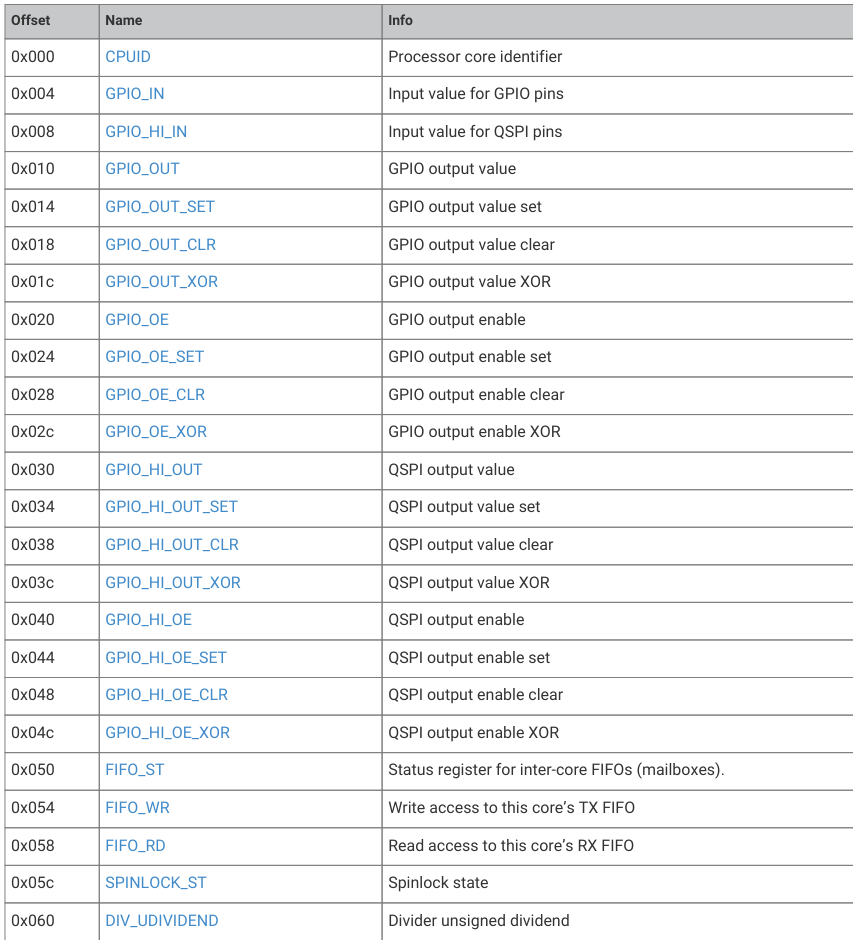 Offset Name Info
0x000 CPUID Processor core identifier
0x004 GPIO_IN Input value for GPIO pins
0x008 GPIO_HI_IN Input value for QSPI pins
0x010 GPIO_OUT GPIO output value
0x014 GPIO_OUT_SET GPIO output value set
0x018 GPIO_OUT_CLR GPIO output value clear
0x01c GPIO_OUT_XOR GPIO output value XOR
0x020 GPIO_OE GPIO output enable
0x024 GPIO_OE_SET GPIO output enable set
0x028 GPIO_OE_CLR GPIO output enable clear
0x02c GPIO_OE_XOR GPIO output enable XOR
0x030 GPIO_HI_OUT QSPI output value
0x034 GPIO_HI_OUT_SET QSPI output value set
0x038 GPIO_HI_OUT_CLR QSPI output value clear
0x03c GPIO_HI_OUT_XOR QSPI output value XOR
0x040 GPIO_HI_OE QSPI output enable
0x044 GPIO_HI_OE_SET QSPI output enable set
0x048 GPIO_HI_OE_CLR QSPI output enable clear
0x04c GPIO_HI_OE_XOR QSPI output enable XOR
0x050 FIFO_ST Status register for inter-core FIFOs (mailboxes).
0x054 FIFO_WR Write access to this core’s TX FIFO
0x058 FIFO_RD Read access to this core’s RX FIFO
0x05c SPINLOCK_ST Spinlock state
0x060 DIV_UDIVIDEND Divider unsigned dividend